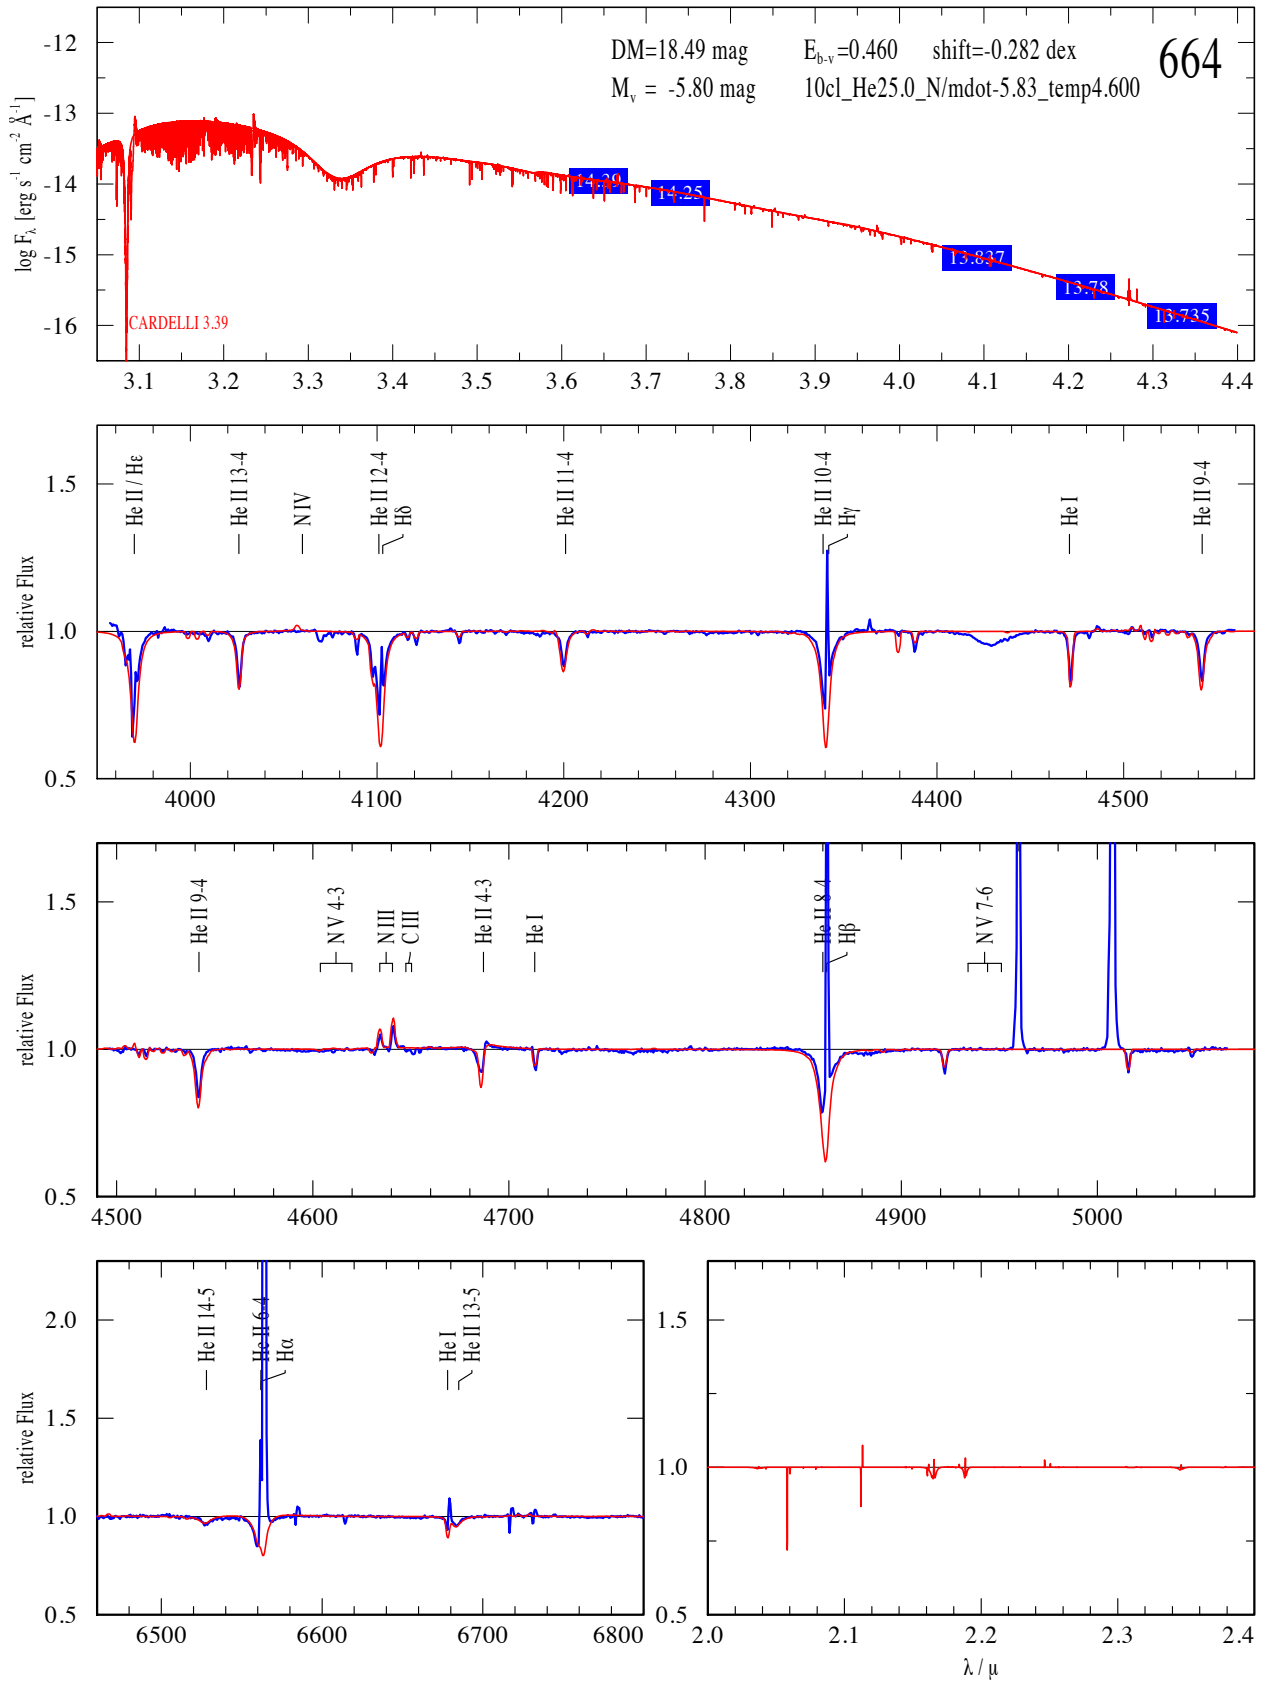 DM=18.49 mag E_b-v=0.460 shift=-0.282 dex 664
M_v = -5.80 mag 10cl_He25.0_N/mdot-5.83_temp4.600
log F_λ [erg s⁻¹ cm⁻² Å⁻¹]
-12
-13
-14
-15
-16
14.29
14.25
13.837
13.78
13.735
CARDELLI 3.39
3.1 3.2 3.3 3.4 3.5 3.6 3.7 3.8 3.9 4.0 4.1 4.2 4.3 4.4
relative Flux
1.5
1.0
0.5
He II / Hε
He II 13-4
N IV
He II 12-4
Hδ
He II 11-4
He II 10-4
Hγ
He I
He II 9-4
4000 4100 4200 4300 4400 4500
relative Flux
1.5
1.0
0.5
He II 9-4
N V 4-3
N III
C III
He II 4-3
He I
He II 8-4
Hβ
N V 7-6
4500 4600 4700 4800 4900 5000
relative Flux
2.0
1.5
1.0
0.5
He II 14-5
He II 6-4
Hα
He I
He II 13-5
6500 6600 6700 6800
1.5
1.0
0.5
2.0 2.1 2.2 2.3 2.4
λ / μ